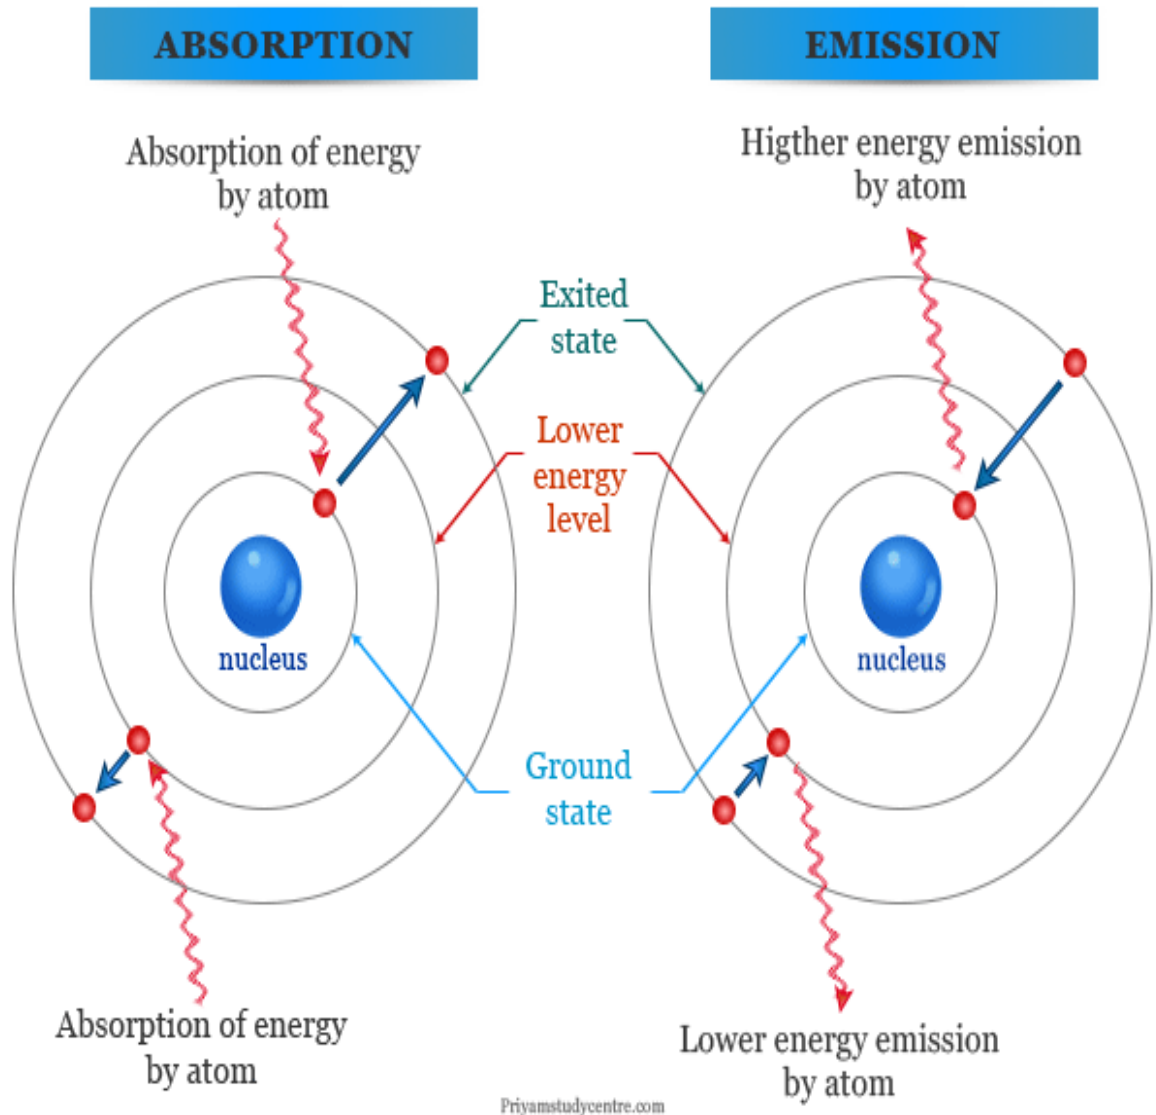 ABSORPTION
EMISSION
Absorption of energy
by atom
Higther energy emission
by atom
Exited
state
Lower
energy
level
nucleus
nucleus
Ground
state
Absorption of energy
by atom
Lower energy emission
by atom
Priyamstudycentre.com